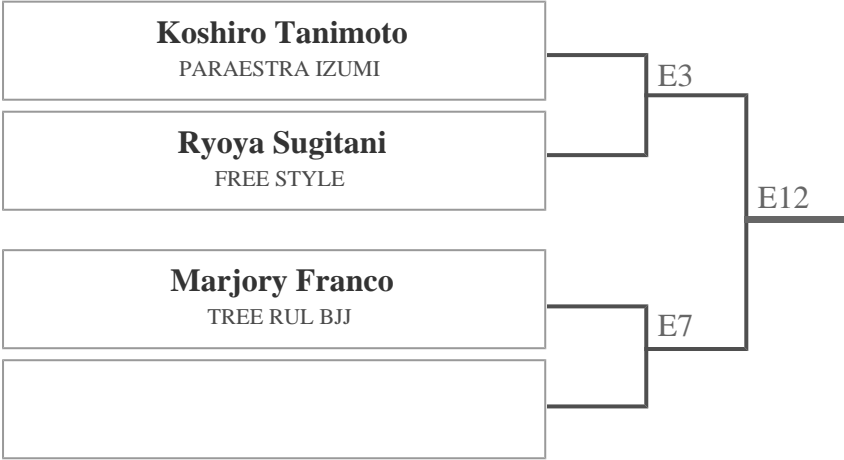 Koshiro Tanimoto
PARAESTRA IZUMI
E3
Ryoya Sugitani
FREE STYLE
E12
Marjory Franco
TREE RUL BJJ
E7